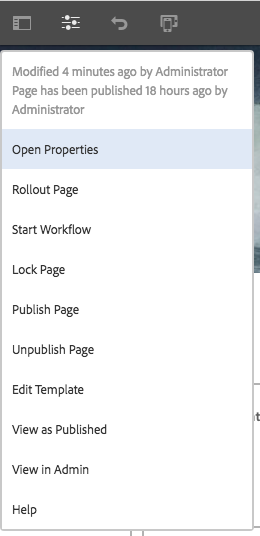 Modified 4 minutes ago by Administrator
Page has been published 18 hours ago by
Administrator
Open Properties
Rollout Page
Start Workflow
Lock Page
Publish Page
Unpublish Page
Edit Template
View as Published
View in Admin
Help